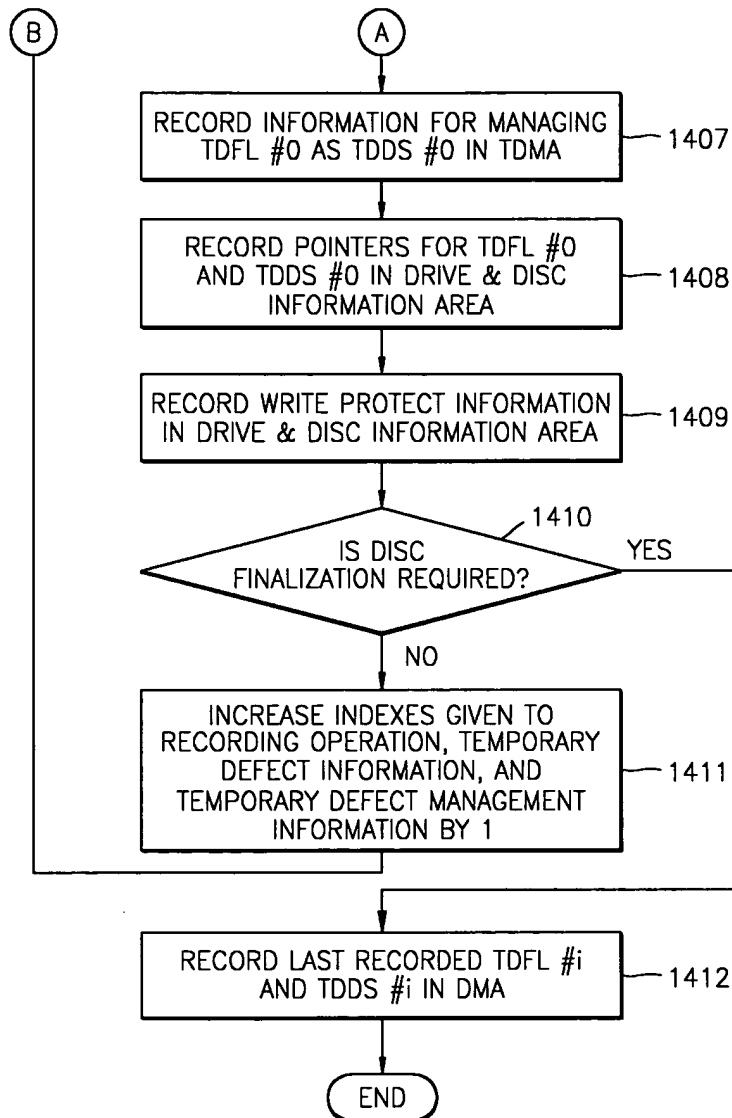 B
A
RECORD INFORMATION FOR MANAGING
TDFL #0 AS TDDS #0 IN TDMA
1407
RECORD POINTERS FOR TDFL #0
AND TDDS #0 IN DRIVE & DISC
INFORMATION AREA
1408
RECORD WRITE PROTECT INFORMATION
IN DRIVE & DISC INFORMATION AREA
1409
1410
IS DISC
FINALIZATION REQUIRED?
YES
NO
INCREASE INDEXES GIVEN TO
RECORDING OPERATION, TEMPORARY
DEFECT INFORMATION, AND
TEMPORARY DEFECT MANAGEMENT
INFORMATION BY 1
1411
RECORD LAST RECORDED TDFL #i
AND TDDS #i IN DMA
1412
END